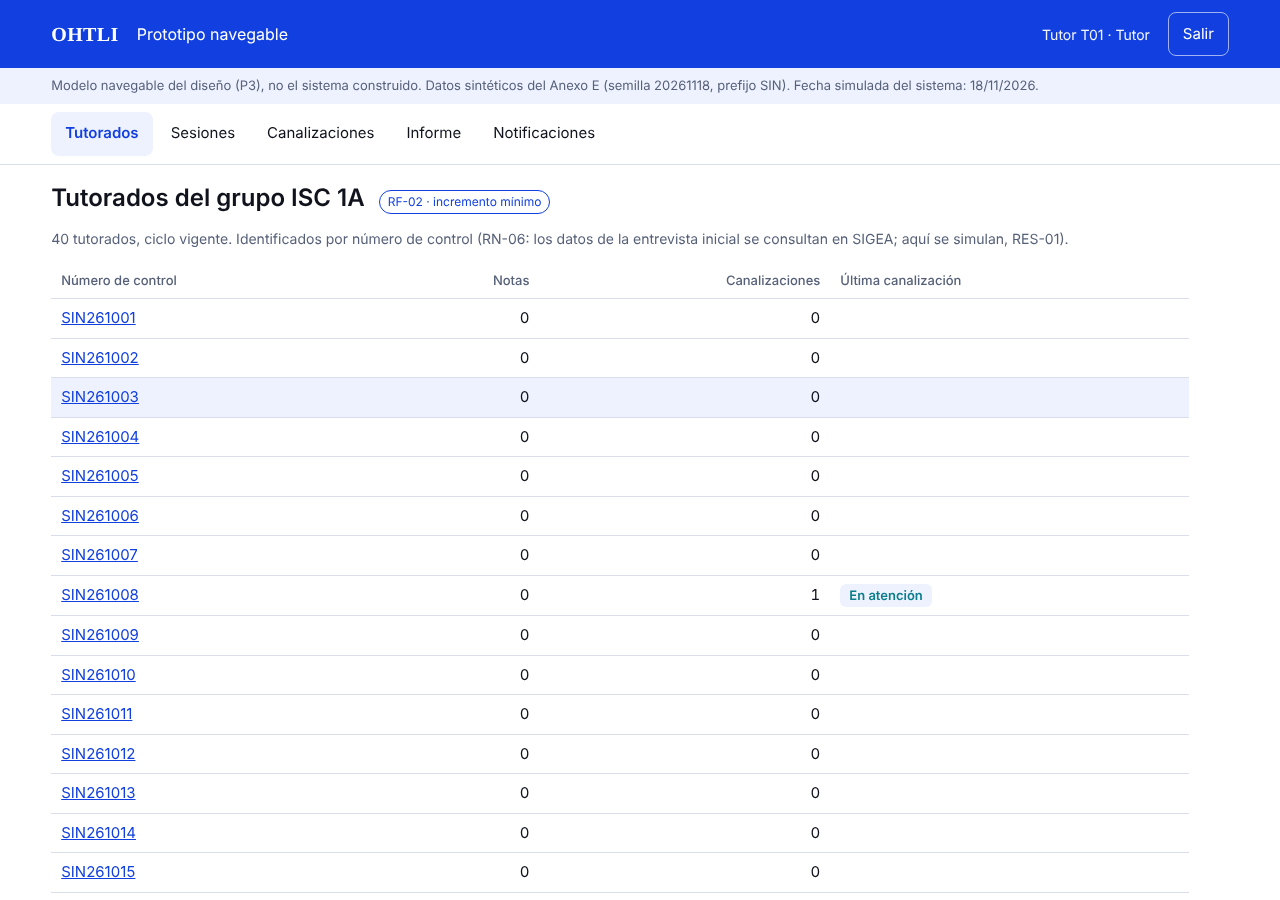 OHTLI Prototipo navegable Tutor T01 · Tutor Salir
Modelo navegable del diseño (P3), no el sistema construido. Datos sintéticos del Anexo E (semilla 20261118, prefijo SIN). Fecha simulada del sistema: 18/11/2026.
Tutorados Sesiones Canalizaciones Informe Notificaciones
Tutorados del grupo ISC 1A RF-02 · incremento mínimo
40 tutorados, ciclo vigente. Identificados por número de control (RN-06: los datos de la entrevista inicial se consultan en SIGEA; aquí se simulan, RES-01).
Número de control Notas Canalizaciones Última canalización
SIN261001 0 0
SIN261002 0 0
SIN261003 0 0
SIN261004 0 0
SIN261005 0 0
SIN261006 0 0
SIN261007 0 0
SIN261008 0 1 En atención
SIN261009 0 0
SIN261010 0 0
SIN261011 0 0
SIN261012 0 0
SIN261013 0 0
SIN261014 0 0
SIN261015 0 0